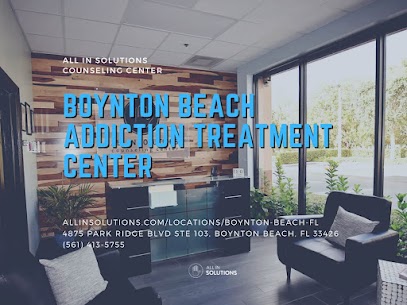 ALL IN SOLUTIONS
COUNSELING CENTER
BOYNTON BEACH
ADDICTION TREATMENT
CENTER
ALLINSOLUTIONS.COM/LOCATIONS/BOYNTON-BEACH-FL
4875 PARK RIDGE BLVD STE 103, BOYNTON BEACH, FL 33426
(561) 413-5755
ALL IN
SOLUTIONS